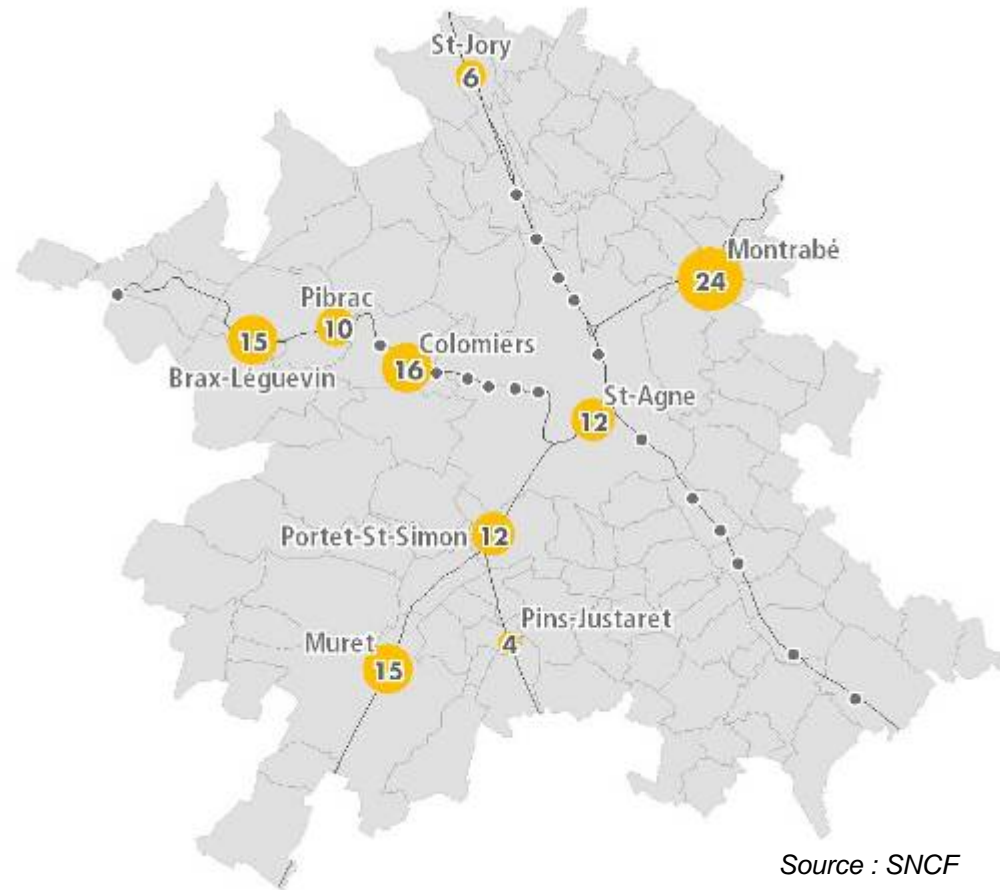 St-Jory
6
Montrabé
24
Pibrac
10
15
Brax-Léguevin
Colomiers
16
St-Agne
12
Portet-St-Simon 12
Pins-Justaret
4
Muret
15
Source : SNCF